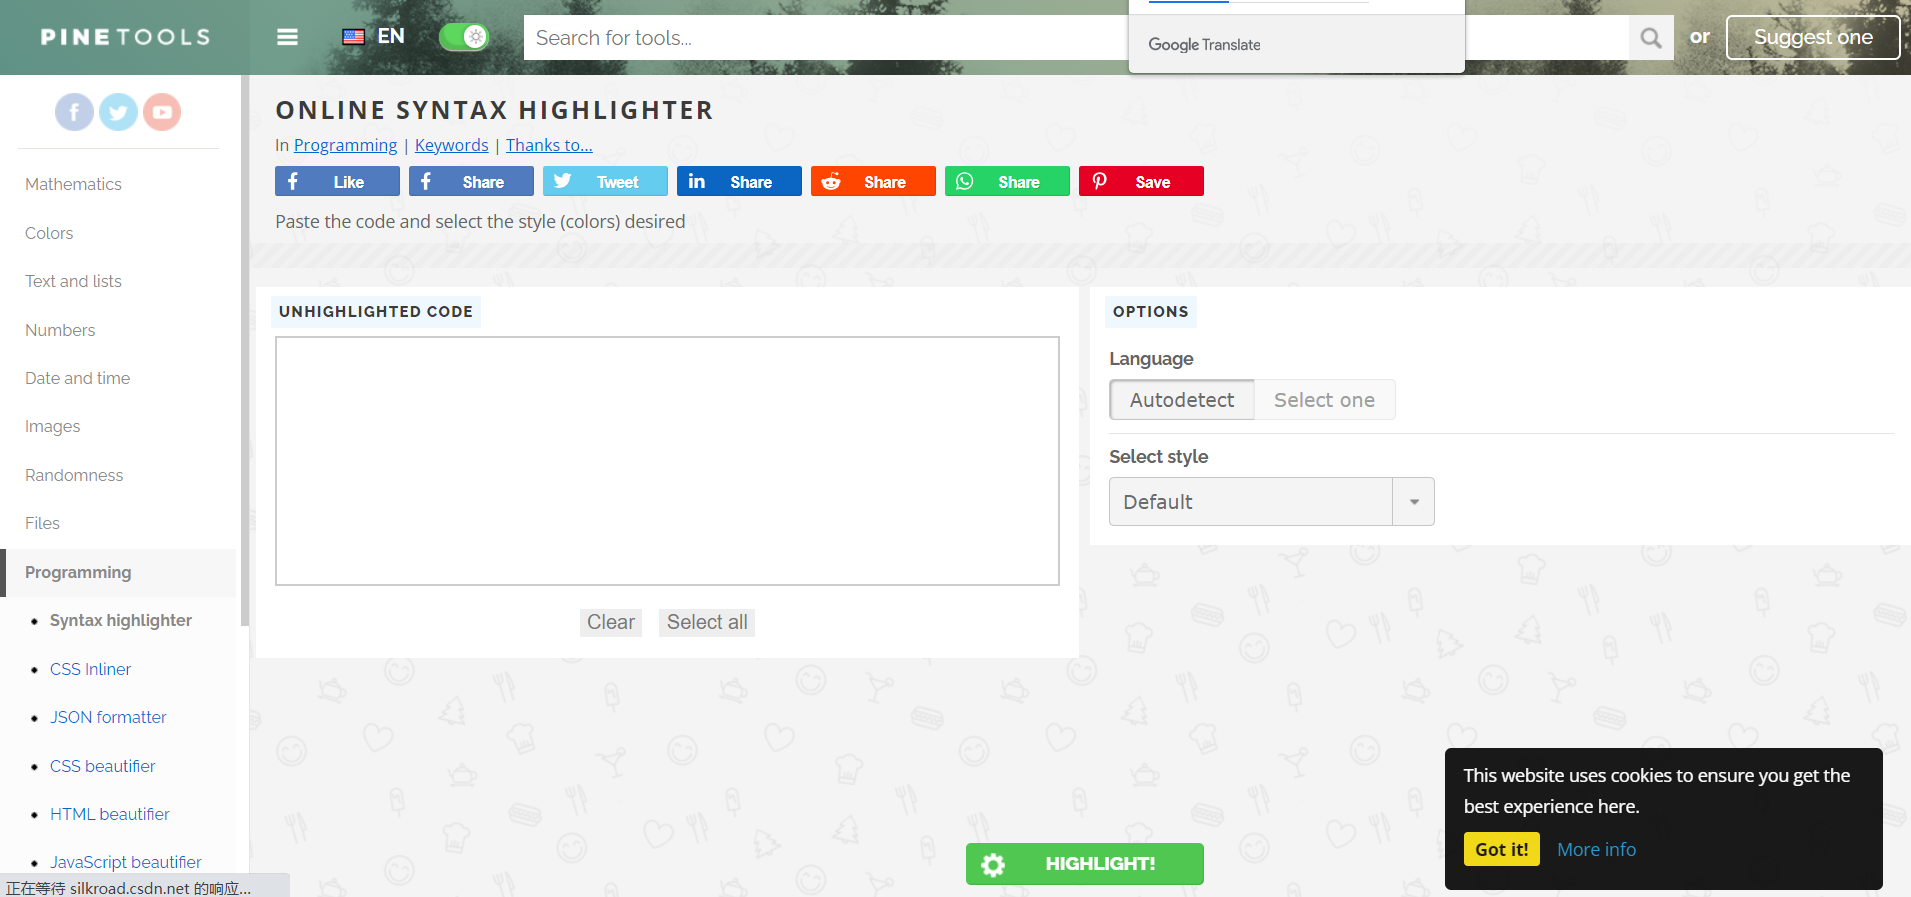 PINETOOLS
EN
Search for tools...
Google Translate
or
Suggest one
Mathematics
Colors
Text and lists
Numbers
Date and time
Images
Randomness
Files
Programming
Syntax highlighter
CSS Inliner
JSON formatter
CSS beautifier
HTML beautifier
JavaScript beautifier
正在等待 silkroad.csdn.net 的响应...
ONLINE SYNTAX HIGHLIGHTER
In Programming | Keywords | Thanks to...
Like
Share
Tweet
Share
Share
Share
Save
Paste the code and select the style (colors) desired
UNHIGHLIGHTED CODE
Clear
Select all
OPTIONS
Language
Autodetect
Select one
Select style
Default
HIGHLIGHT!
This website uses cookies to ensure you get the
best experience here.
Got it!
More info